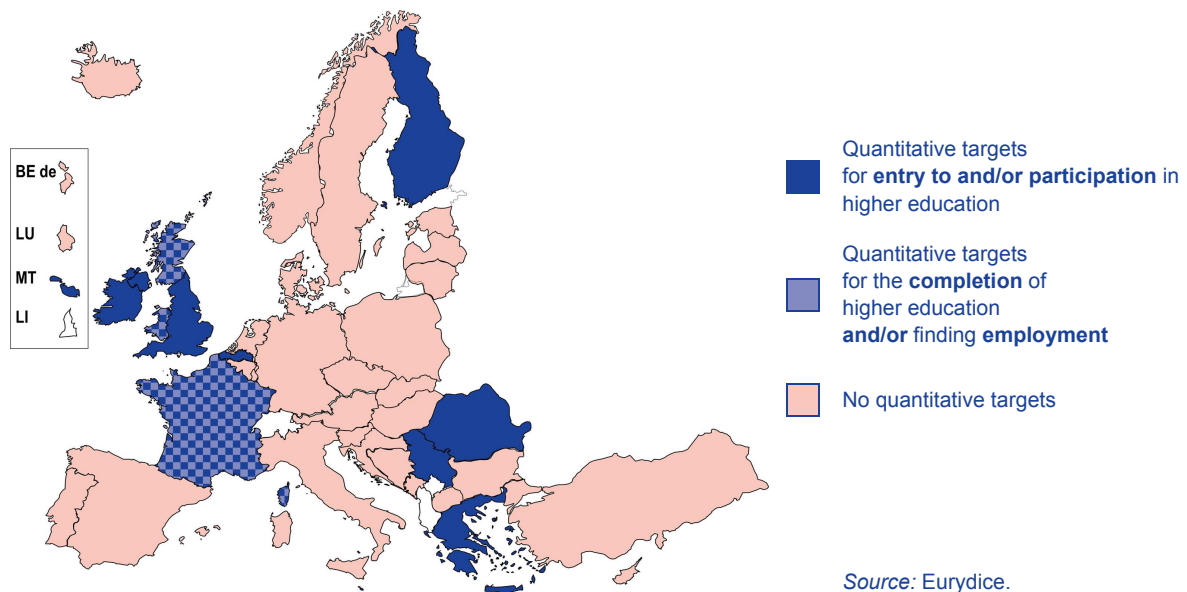 BE de
LU
MT
LI
Quantitative targets
for entry to and/or participation in
higher education
Quantitative targets
for the completion of
higher education
and/or finding employment
No quantitative targets
Source: Eurydice.